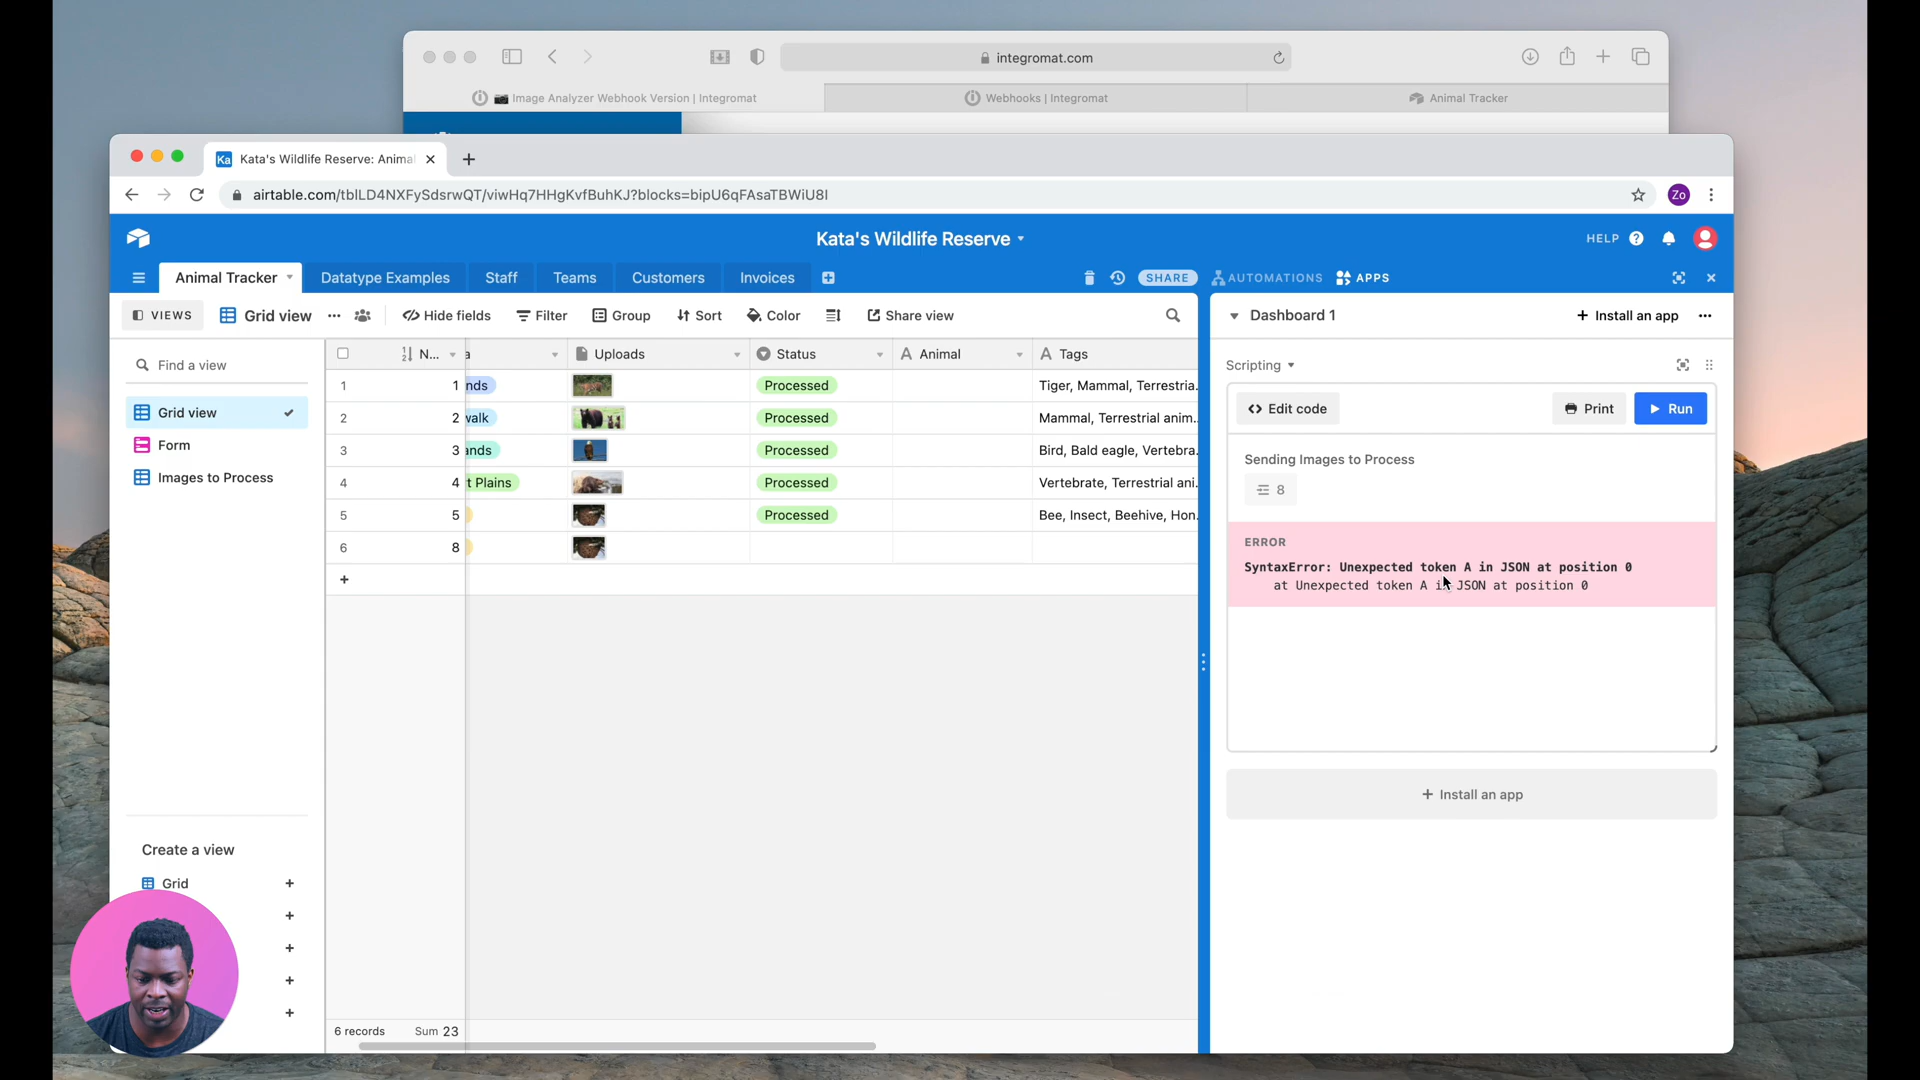 integromat.com
Image Analyzer Webhook Version | Integromat
Webhooks | Integromat
Animal Tracker
Ka
Kata's Wildlife Reserve: Anima
airtable.com/tblLD4NXFySdsrwQT/viwHq7HHgKvfBuhKJ?blocks=bipU6qFAsaTBWiU8I
Zo
Kata's Wildlife Reserve
HELP
Animal Tracker
Datatype Examples
Staff
Teams
Customers
Invoices
SHARE
AUTOMATIONS
APPS
VIEWS
Grid view
Hide fields
Filter
Group
Sort
Color
Share view
Dashboard 1
Install an app
Find a view
Grid view
Form
Images to Process
N...
a
Uploads
Status
Animal
Tags
1 1 nds Processed Tiger, Mammal, Terrestria...
2 2 walk Processed Mammal, Terrestrial anim...
3 3 ands Processed Bird, Bald eagle, Vertebra...
4 4 t Plains Processed Vertebrate, Terrestrial ani...
5 5 Processed Bee, Insect, Beehive, Hon...
6 8
6 records Sum 23
Scripting
Edit code
Print
Run
Sending Images to Process
8
ERROR
SyntaxError: Unexpected token A in JSON at position 0
at Unexpected token A in JSON at position 0
Install an app
Create a view
Grid